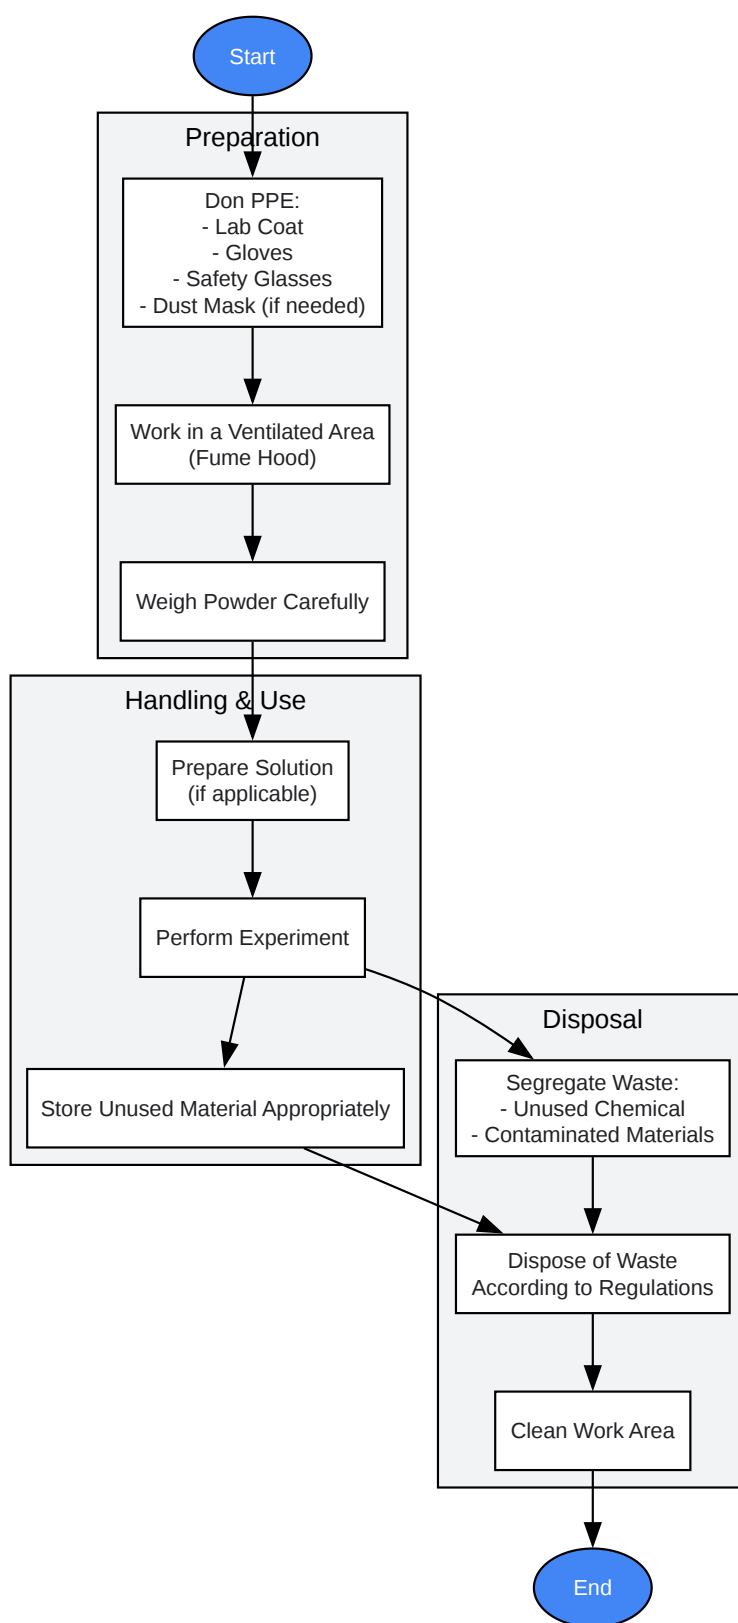 Start
Preparation
Don PPE:
- Lab Coat
- Gloves
- Safety Glasses
- Dust Mask (if needed)
Work in a Ventilated Area
(Fume Hood)
Weigh Powder Carefully
Handling & Use
Prepare Solution
(if applicable)
Perform Experiment
Store Unused Material Appropriately
Disposal
Segregate Waste:
- Unused Chemical
- Contaminated Materials
Dispose of Waste
According to Regulations
Clean Work Area
End